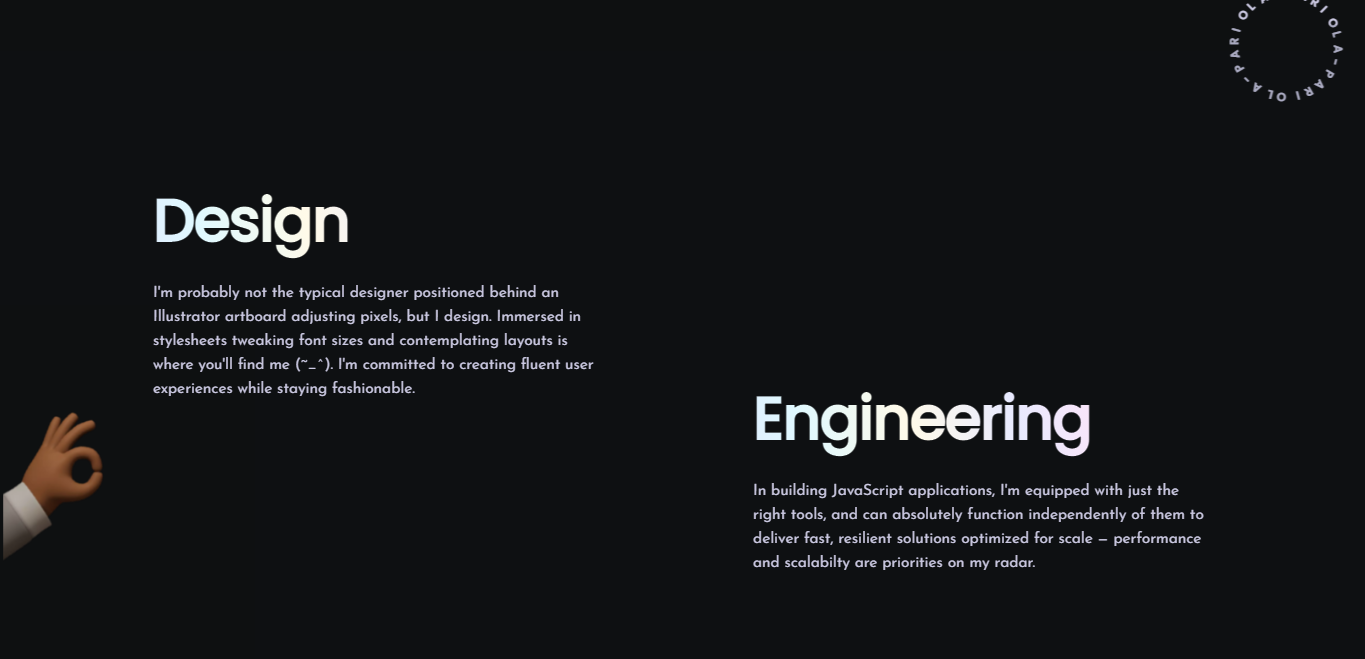 PARI OLA - PARI OLA - PARI OLA -
Design
I'm probably not the typical designer positioned behind an
Illustrator artboard adjusting pixels, but I design. Immersed in
stylesheets tweaking font sizes and contemplating layouts is
where you'll find me (~_^). I'm committed to creating fluent user
experiences while staying fashionable.
Engineering
In building JavaScript applications, I'm equipped with just the
right tools, and can absolutely function independently of them to
deliver fast, resilient solutions optimized for scale — performance
and scalabilty are priorities on my radar.